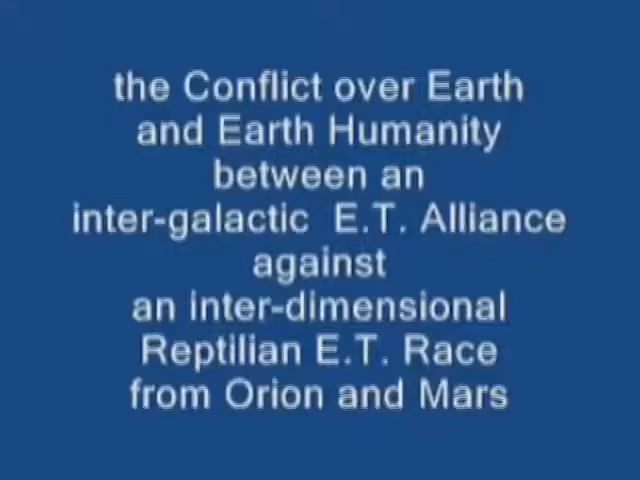 the Conflict over Earth
and Earth Humanity
between an
inter-galactic  E.T. Alliance
against
an inter-dimensional
Reptilian E.T. Race
from Orion and Mars